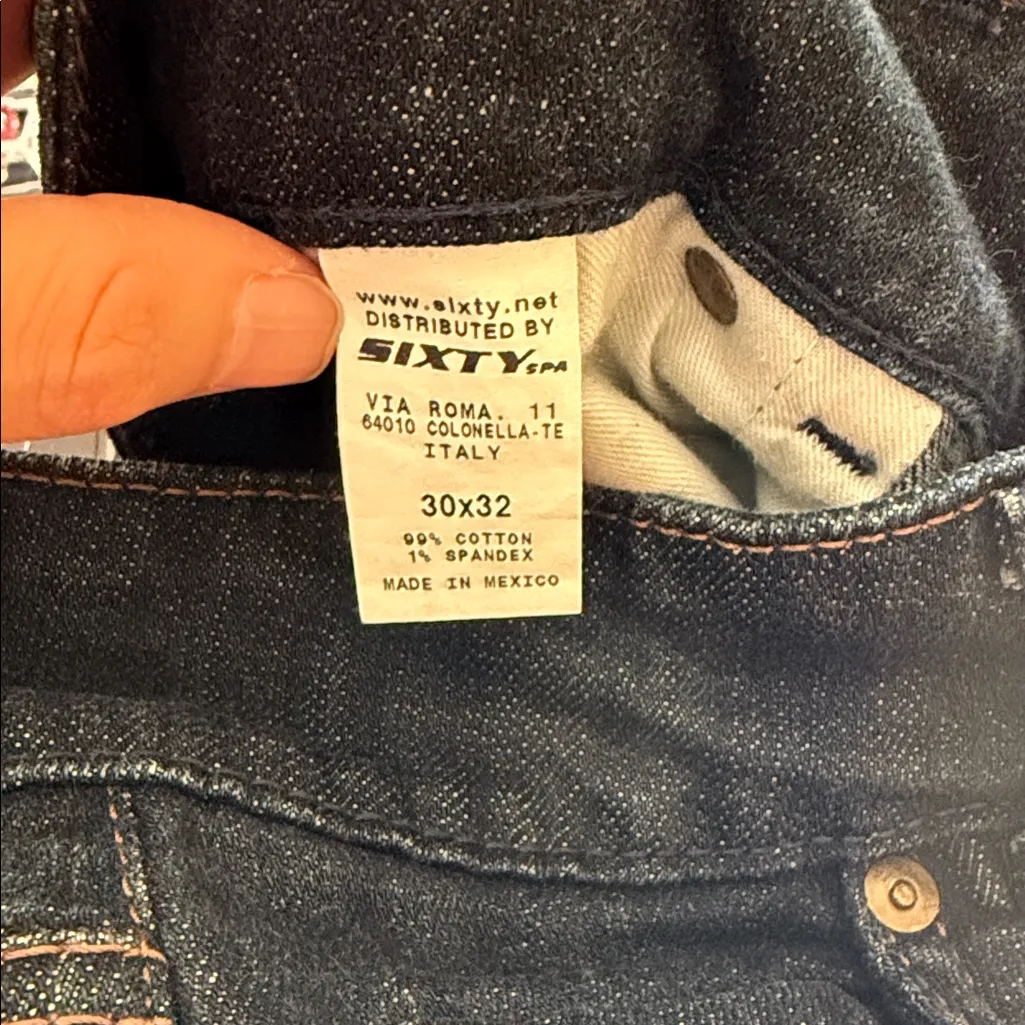 www.sixty.net
DISTRIBUTED BY
SIXTY SPA
VIA ROMA. 11
64010 COLONELLA-TE
ITALY
30x32
99% COTTON
1% SPANDEX
MADE IN MEXICO